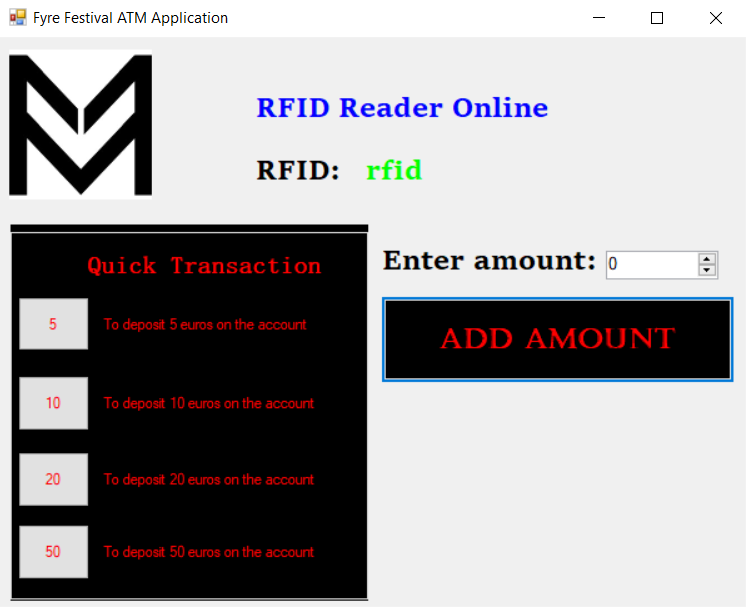 Fyre Festival ATM Application
RFID Reader Online
RFID: rfid
Quick Transaction
5 To deposit 5 euros on the account
10 To deposit 10 euros on the account
20 To deposit 20 euros on the account
50 To deposit 50 euros on the account
Enter amount: 0
ADD AMOUNT